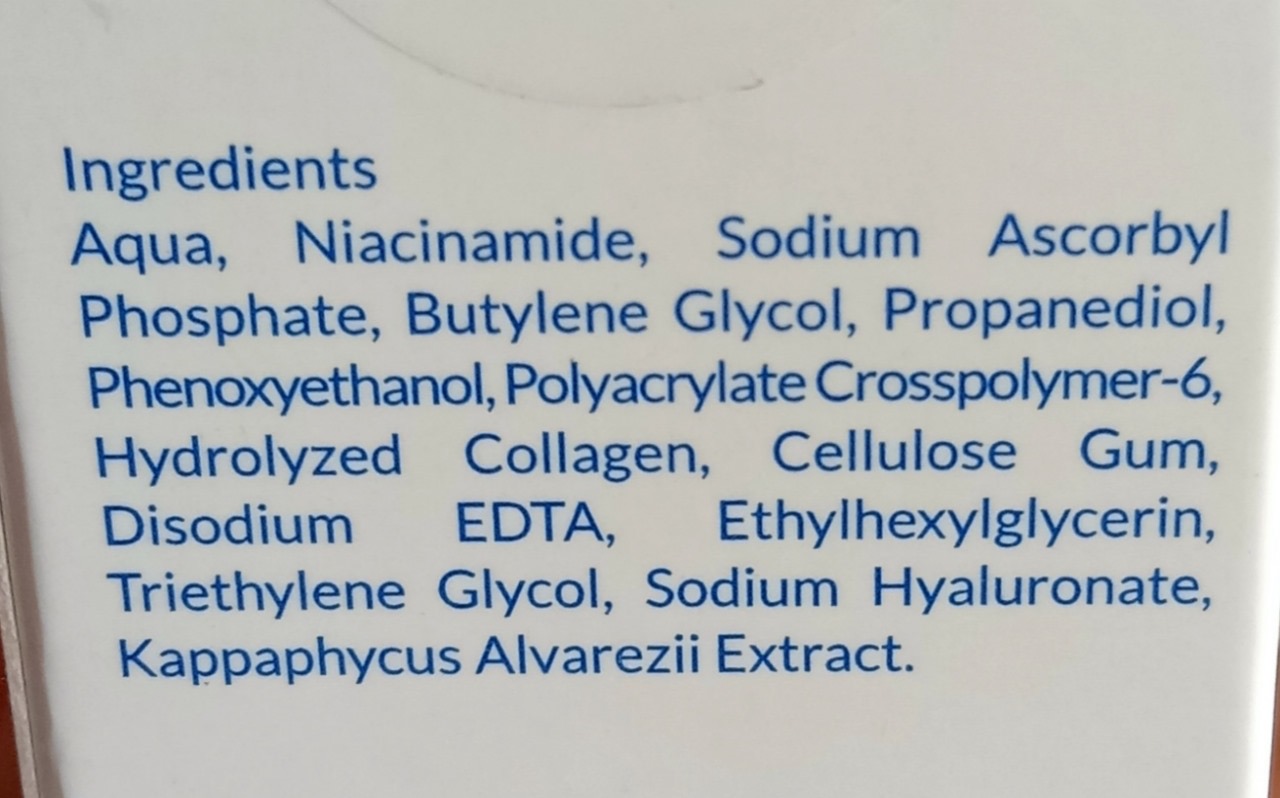 Ingredients
Aqua, Niacinamide, Sodium Ascorbyl
Phosphate, Butylene Glycol, Propanediol,
Phenoxyethanol, Polyacrylate Crosspolymer-6,
Hydrolyzed Collagen, Cellulose Gum,
Disodium EDTA, Ethylhexylglycerin,
Triethylene Glycol, Sodium Hyaluronate,
Kappaphycus Alvarezii Extract.